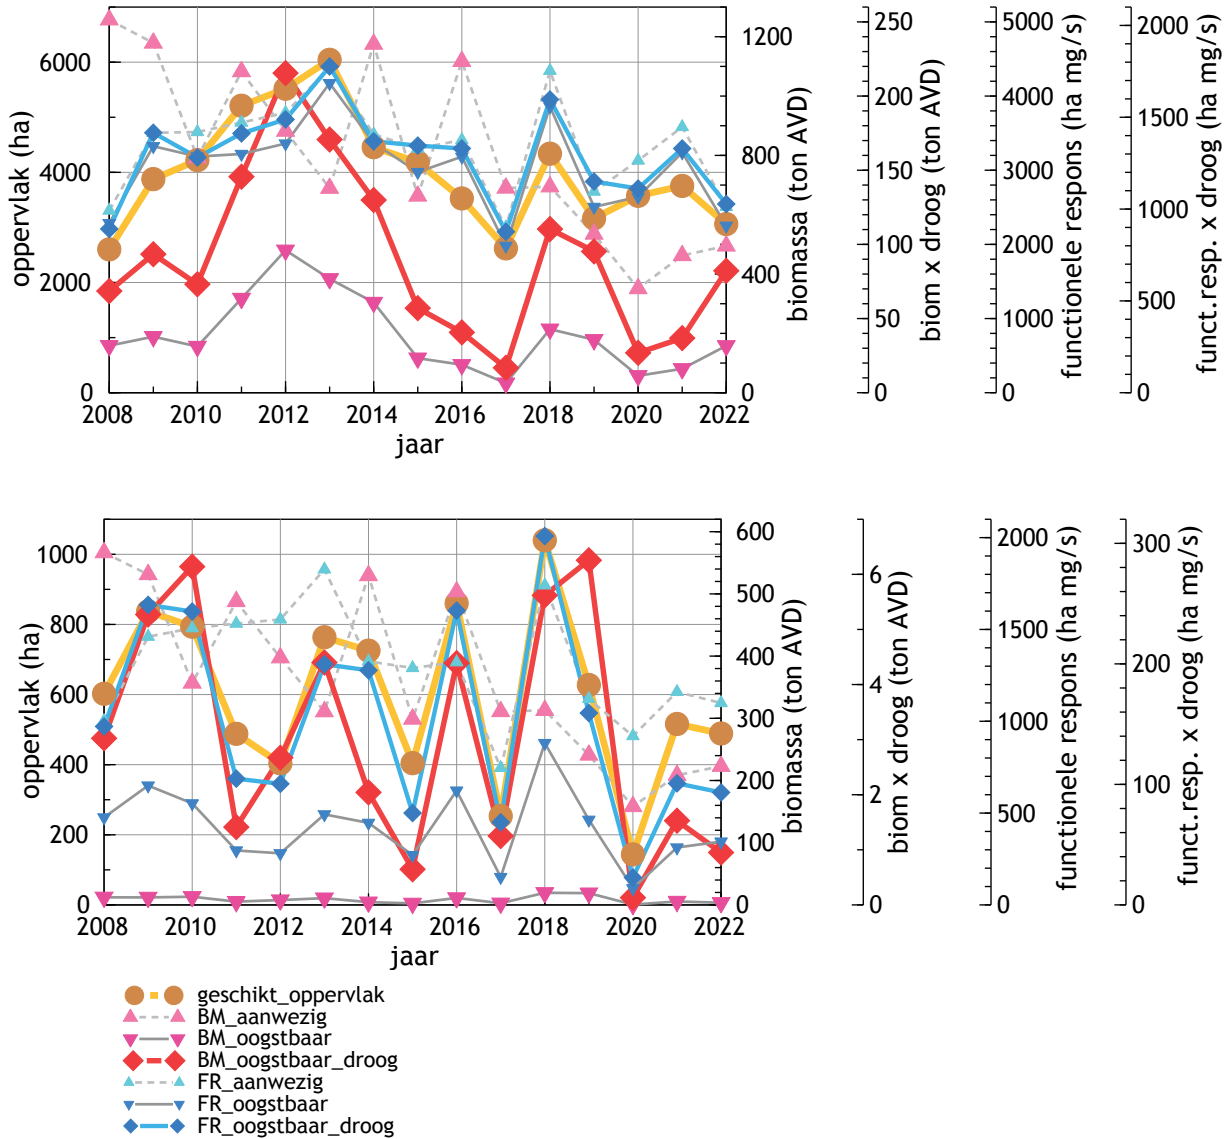 6000
4000
2000
0
oppervlak (ha)
1200
800
400
0
biomassa (ton AVD)
250
200
150
100
50
0
biom x droog (ton AVD)
5000
4000
3000
2000
1000
0
functionele respons (ha mg/s)
2000
1500
1000
500
0
funct.resp. x droog (ha mg/s)
2008 2010 2012 2014 2016 2018 2020 2022
jaar
1000
800
600
400
200
0
oppervlak (ha)
600
500
400
300
200
100
0
biomassa (ton AVD)
6
4
2
0
biom x droog (ton AVD)
2000
1500
1000
500
0
functionele respons (ha mg/s)
300
200
100
0
funct.resp. x droog (ha mg/s)
2008 2010 2012 2014 2016 2018 2020 2022
jaar
geschikt_oppervlak
BM_aanwezig
BM_oogstbaar
BM_oogstbaar_droog
FR_aanwezig
FR_oogstbaar
FR_oogstbaar_droog